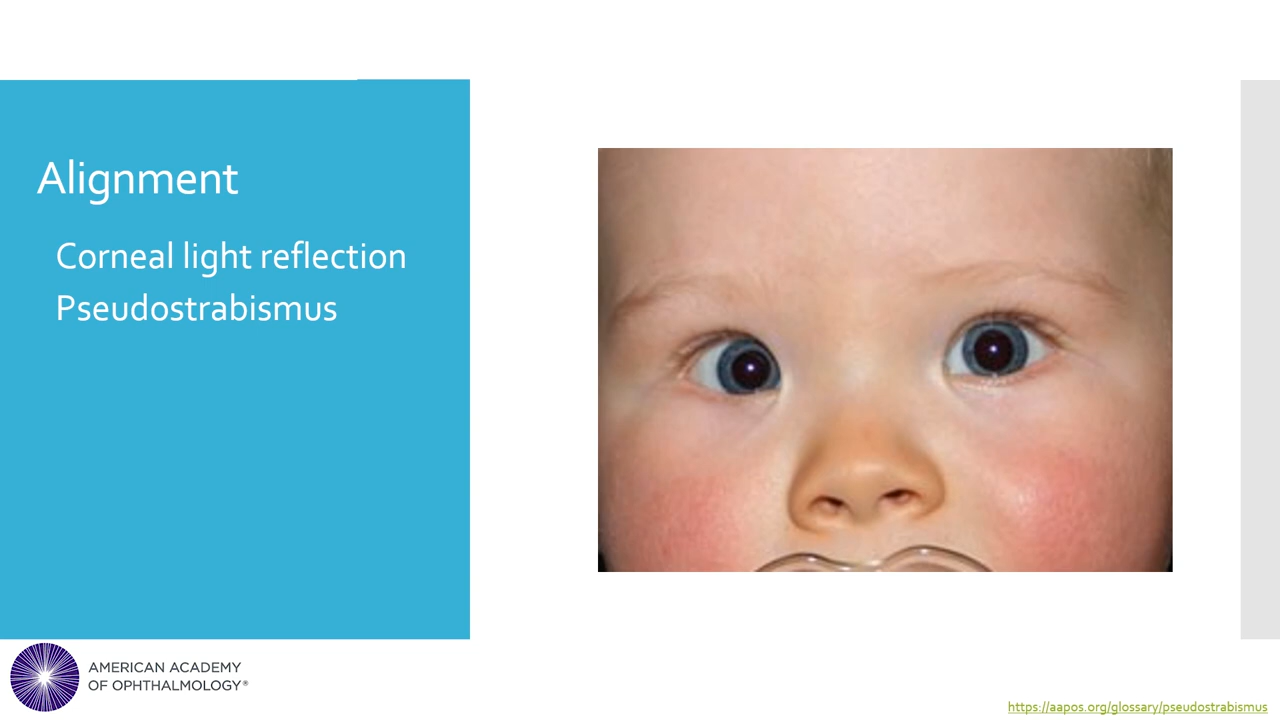 Alignment
Corneal light reflection
Pseudostrabismus
AMERICAN ACADEMY
OF OPHTHALMOLOGY®
https://aapos.org/glossary/pseudostrabismus